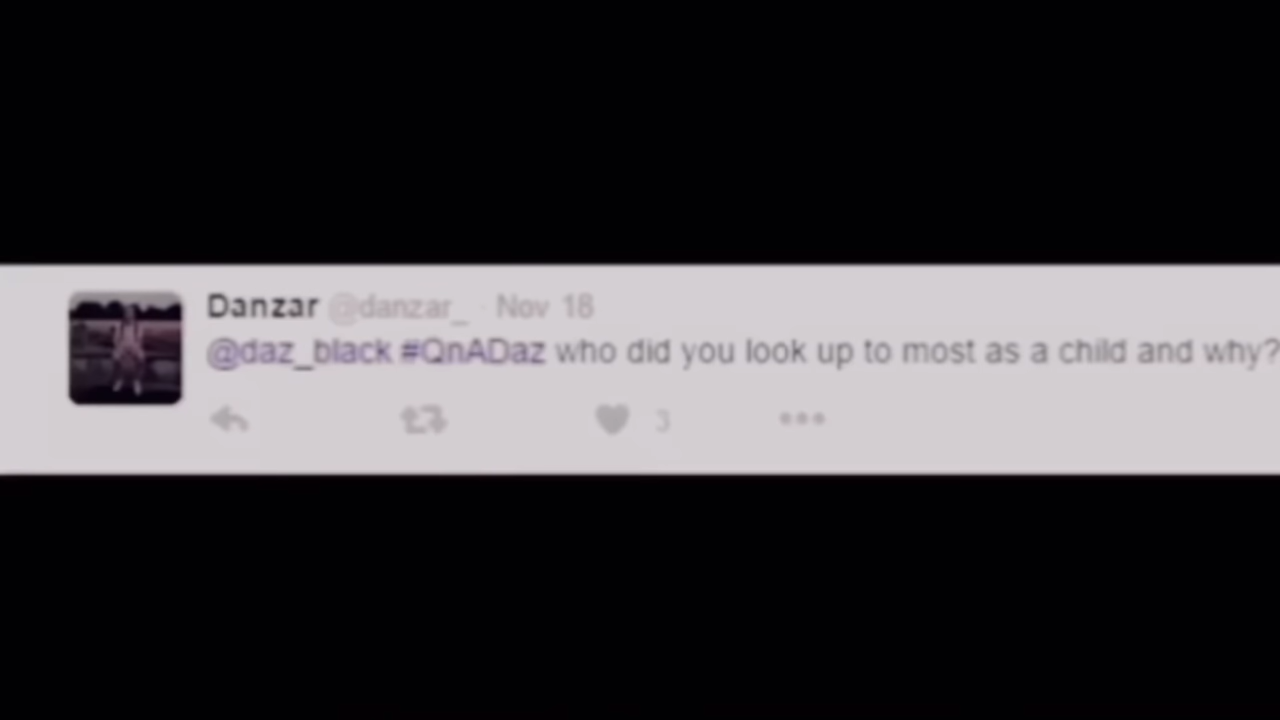 Danzar @danzar_ · Nov 18
@daz_black #QnADaz who did you look up to most as a child and why?
3